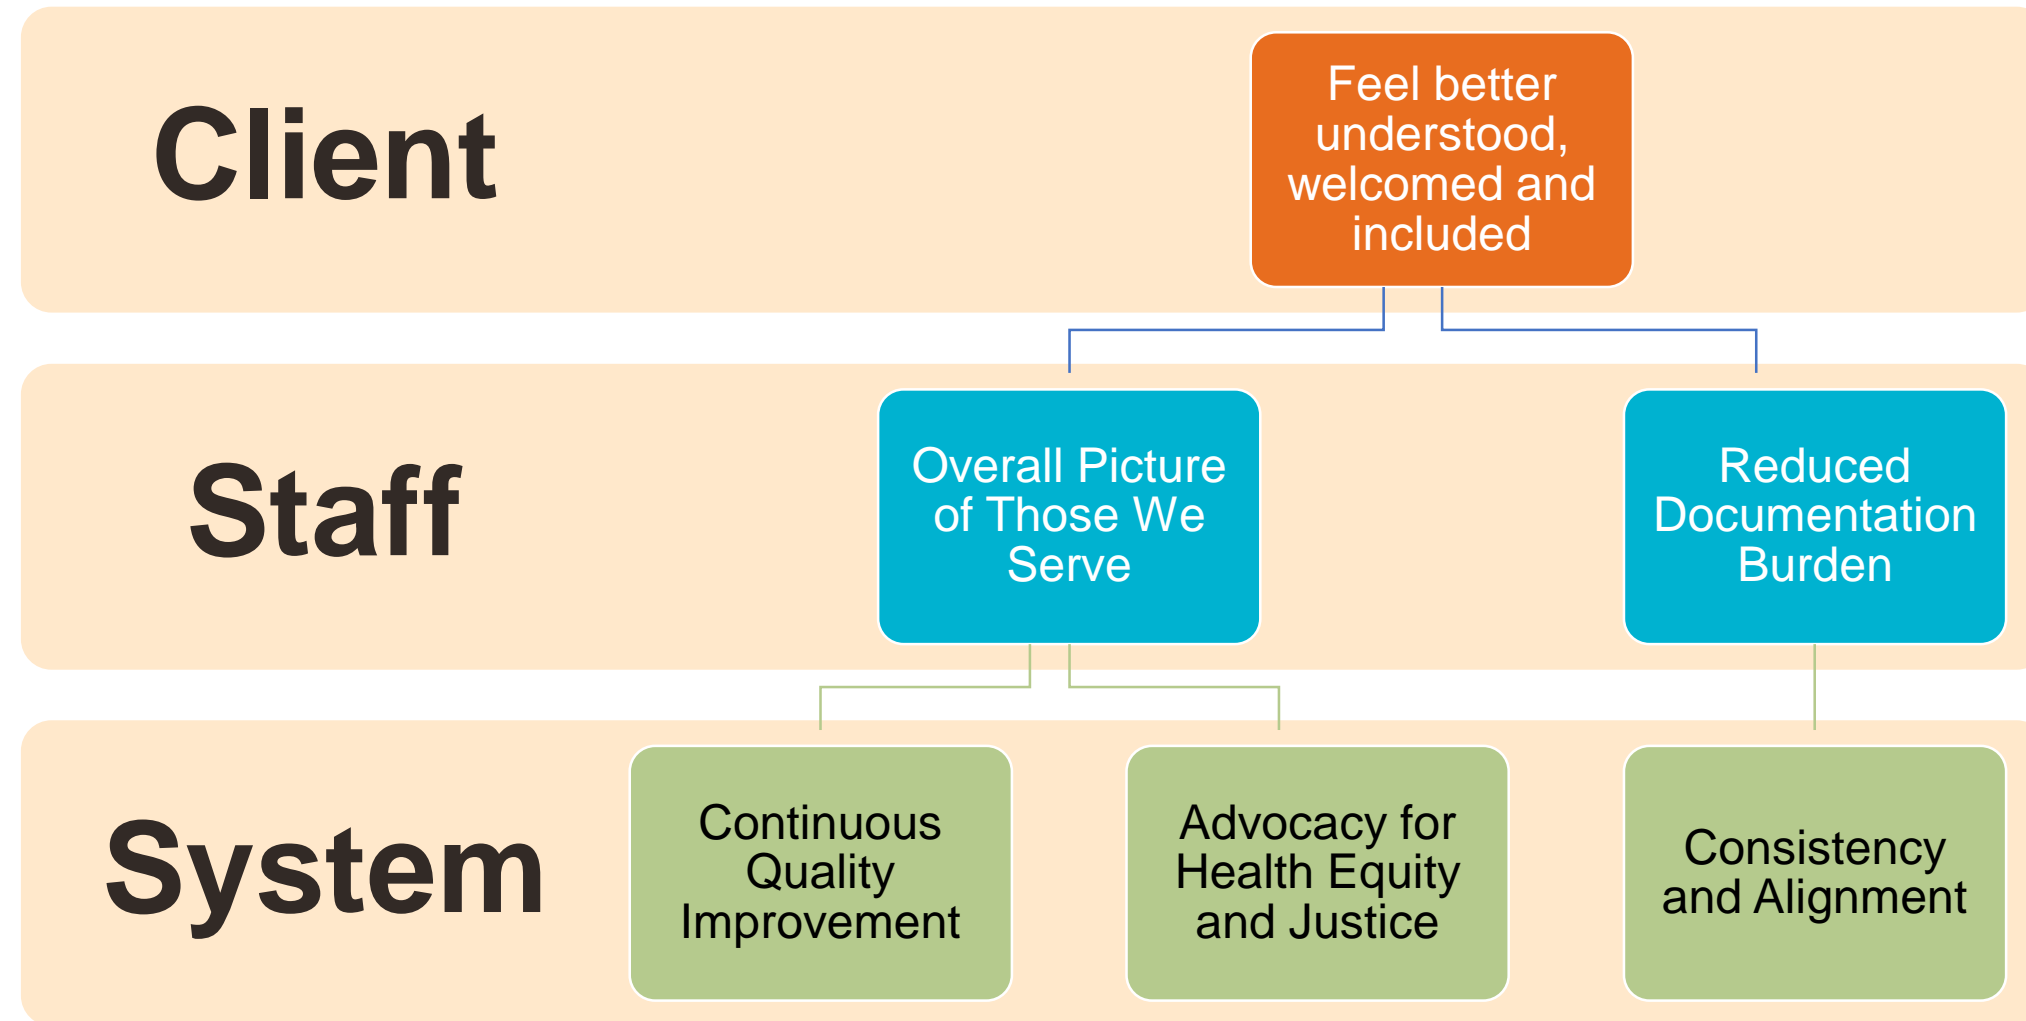 Client
Feel better
understood,
welcomed and
included
Staff
Overall Picture
of Those We
Serve
Reduced
Documentation
Burden
System
Continuous
Quality
Improvement
Advocacy for
Health Equity
and Justice
Consistency
and Alignment